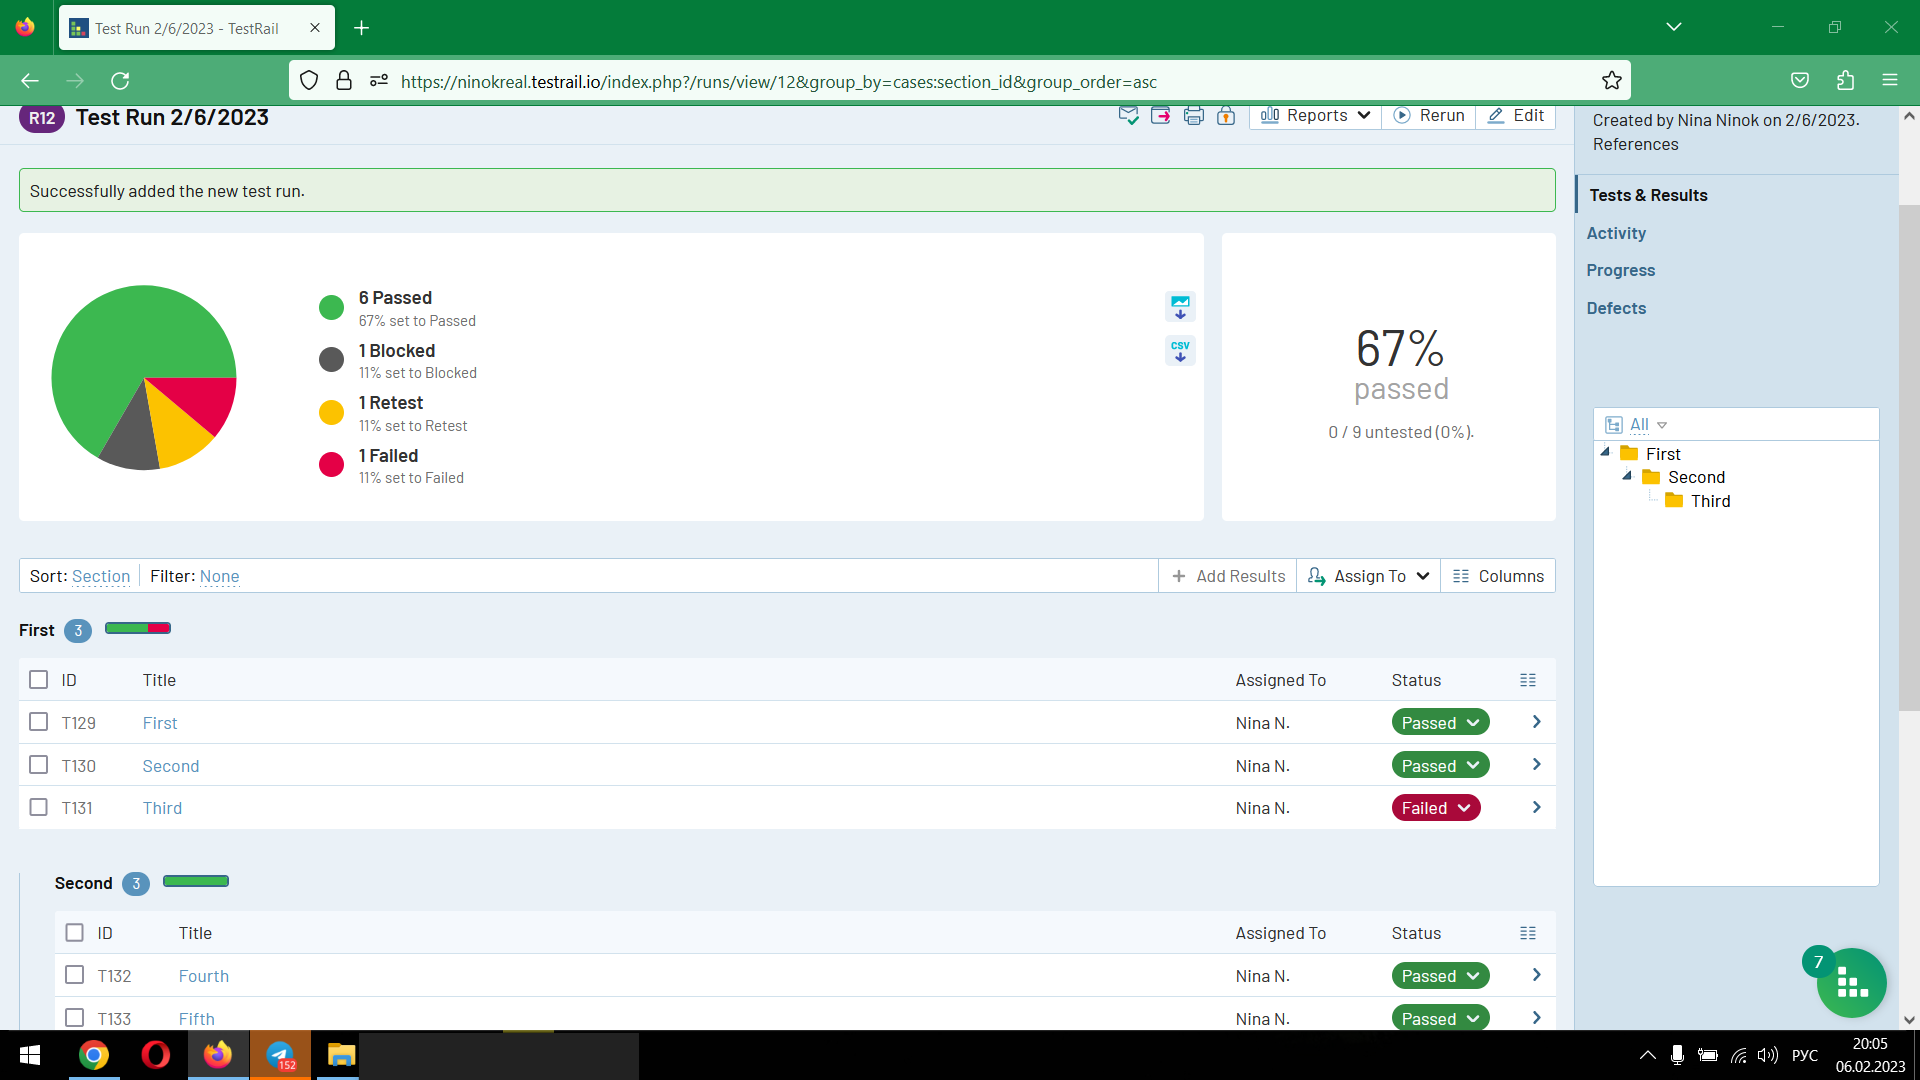 Test Run 2/6/2023 - TestRail
https://ninokreal.testrail.io/index.php?/runs/view/12&group_by=cases:section_id&group_order=asc
R12 Test Run 2/6/2023
Reports Rerun Edit
Created by Nina Ninok on 2/6/2023.
References
Successfully added the new test run.
Tests & Results
Activity
Progress
Defects
6 Passed
67% set to Passed
1 Blocked
11% set to Blocked
1 Retest
11% set to Retest
1 Failed
11% set to Failed
CSV
67%
passed
0 / 9 untested (0%).
All
First
Second
Third
Sort: Section Filter: None
Add Results Assign To Columns
First 3
ID Title Assigned To Status
T129 First Nina N. Passed
T130 Second Nina N. Passed
T131 Third Nina N. Failed
Second 3
ID Title Assigned To Status
T132 Fourth Nina N. Passed
T133 Fifth Nina N. Passed
7
152
РУС
20:05
06.02.2023